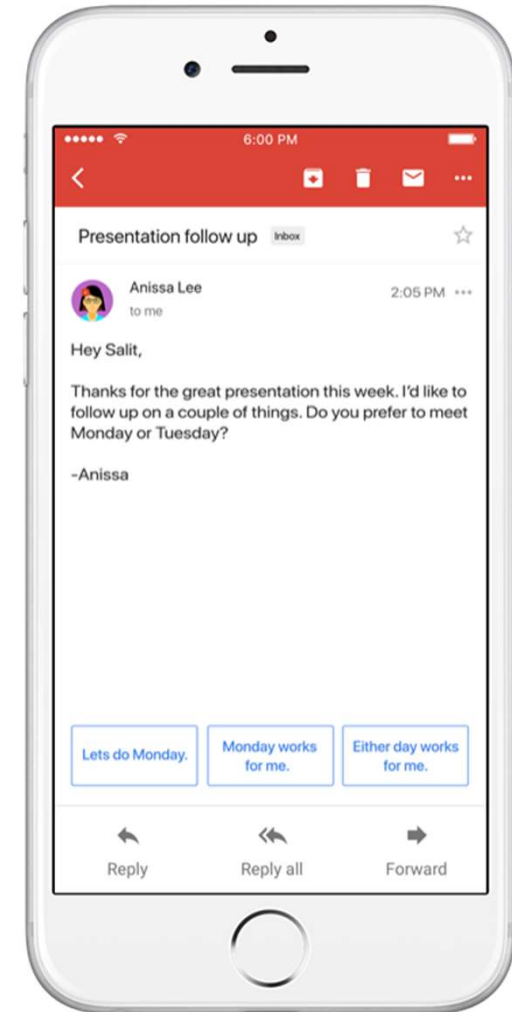 6:00 PM
Presentation follow up Inbox
Anissa Lee 2:05 PM
to me
Hey Salit,
Thanks for the great presentation this week. I'd like to
follow up on a couple of things. Do you prefer to meet
Monday or Tuesday?
-Anissa
Lets do Monday.
Monday works
for me.
Either day works
for me.
Reply Reply all Forward